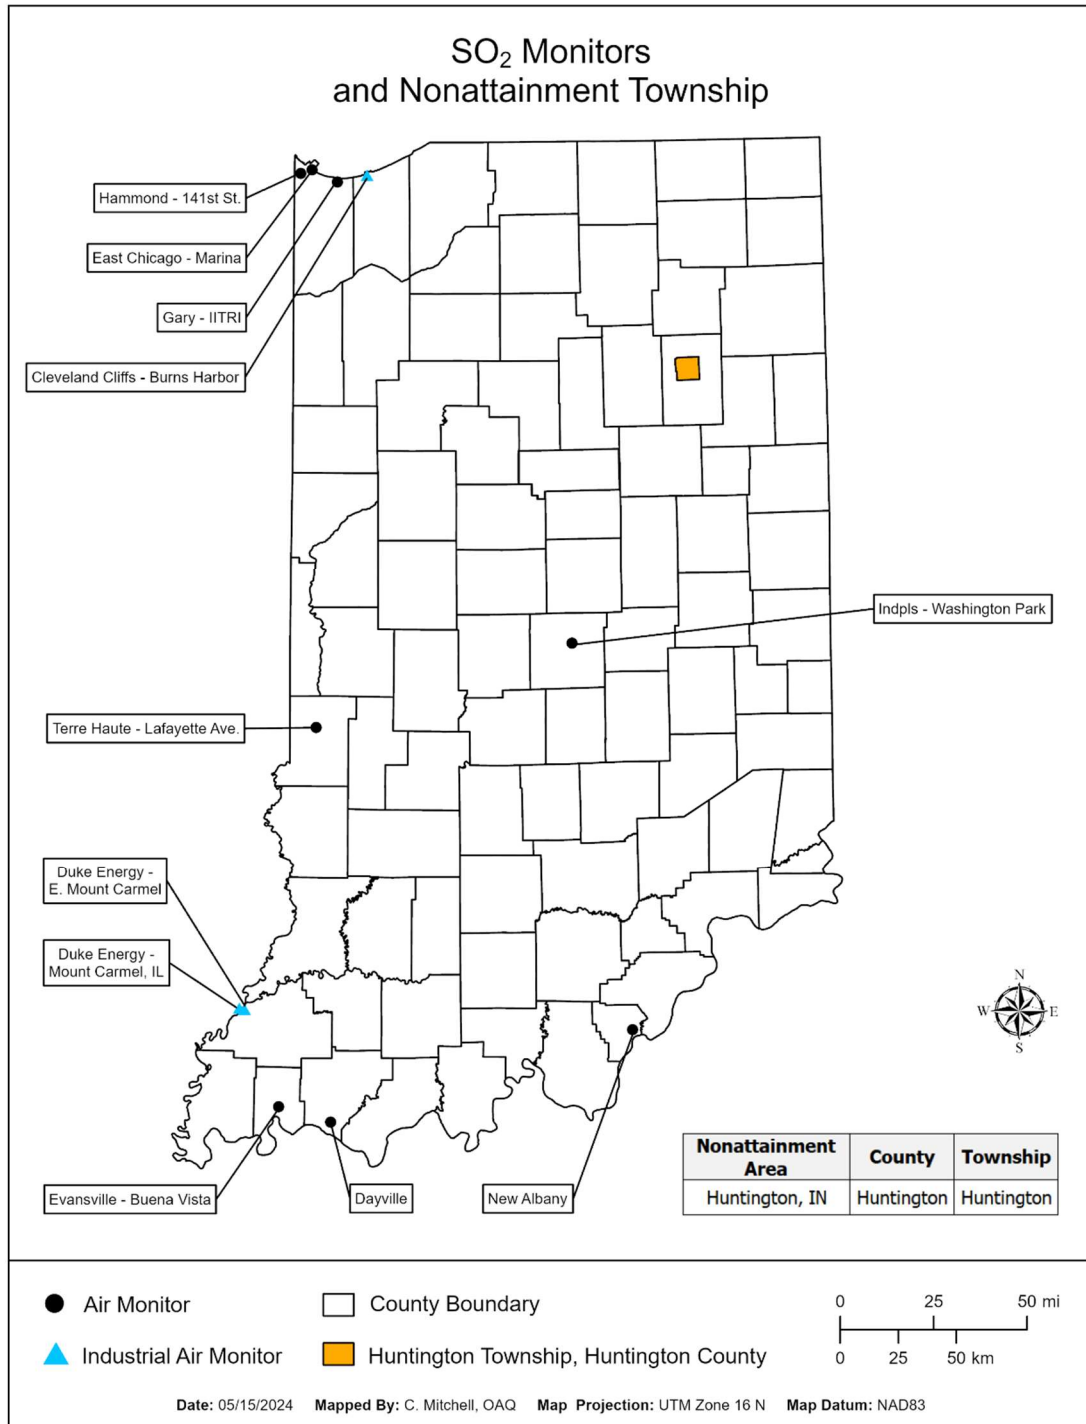 SO₂ Monitors
and Nonattainment Township
Hammond - 141st St.
East Chicago - Marina
Gary - IITRI
Cleveland Cliffs - Burns Harbor
Indpls - Washington Park
Terre Haute - Lafayette Ave.
Duke Energy -
E. Mount Carmel
Duke Energy -
Mount Carmel, IL
N
W E
S
Evansville - Buena Vista
Dayville
New Albany
Nonattainment
Area County Township
Huntington, IN Huntington Huntington
Air Monitor
County Boundary
Industrial Air Monitor
Huntington Township, Huntington County
0 25 50 mi
0 25 50 km
Date: 05/15/2024 Mapped By: C. Mitchell, OAQ Map Projection: UTM Zone 16 N Map Datum: NAD83